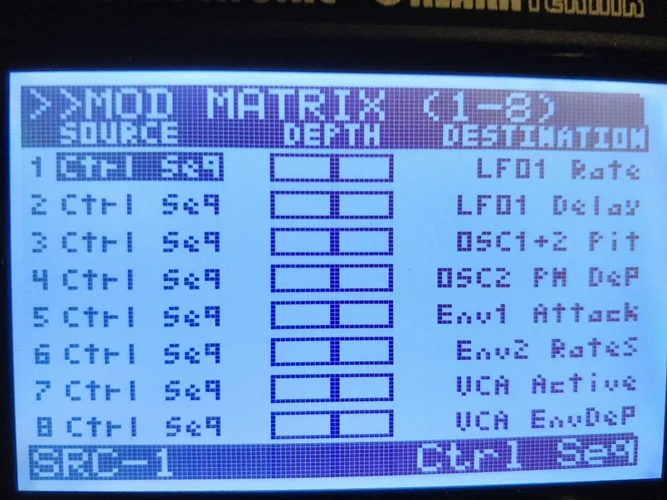 KLARK TEKNIK
>>MOD MATRIX (1-8)
SOURCE DEPTH DESTINATION
1 Ctrl Seq LFO1 Rate
2 Ctrl Seq LFO1 Delay
3 Ctrl Seq OSC1+2 Pit
4 Ctrl Seq OSC2 PM Dep
5 Ctrl Seq Env1 Attack
6 Ctrl Seq Env2 RateS
7 Ctrl Seq VCA Active
8 Ctrl Seq VCA EnvDep
SRC-1 Ctrl Seq